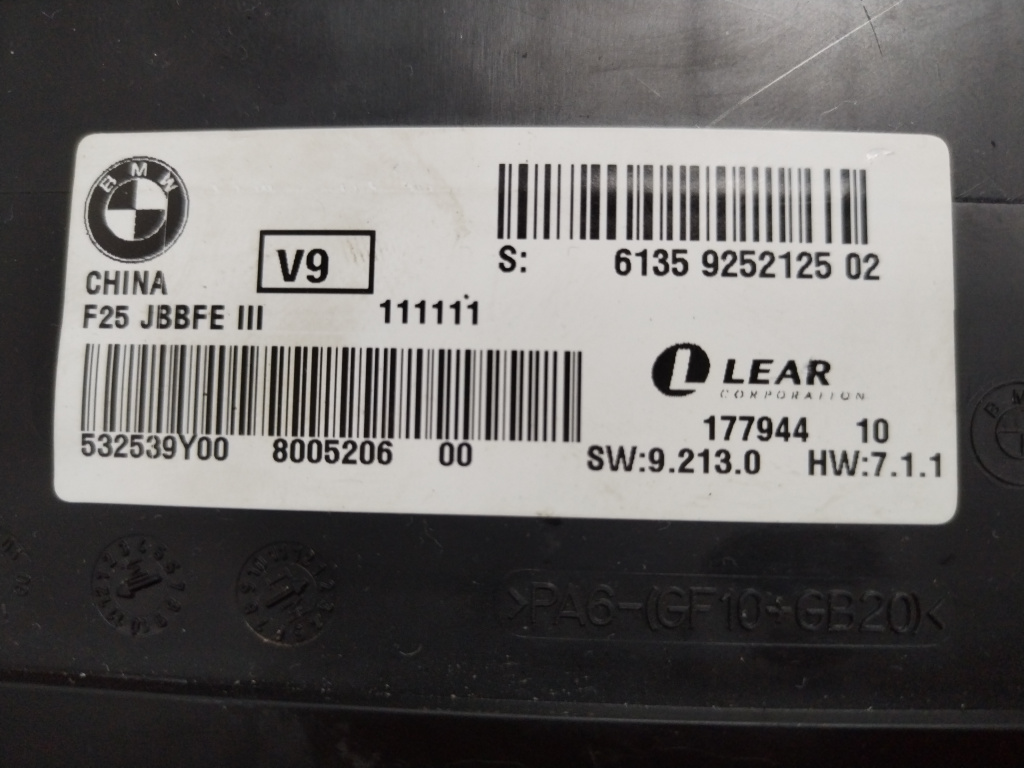 BMW
CHINA
V9
S: 6135 9252125 02
F25 JBBFE III 111111
LEAR
CORPORATION
532539Y00 8005206 00
177944 10
SW:9.213.0 HW:7.1.1
>PA6-(GF10+GB20)<